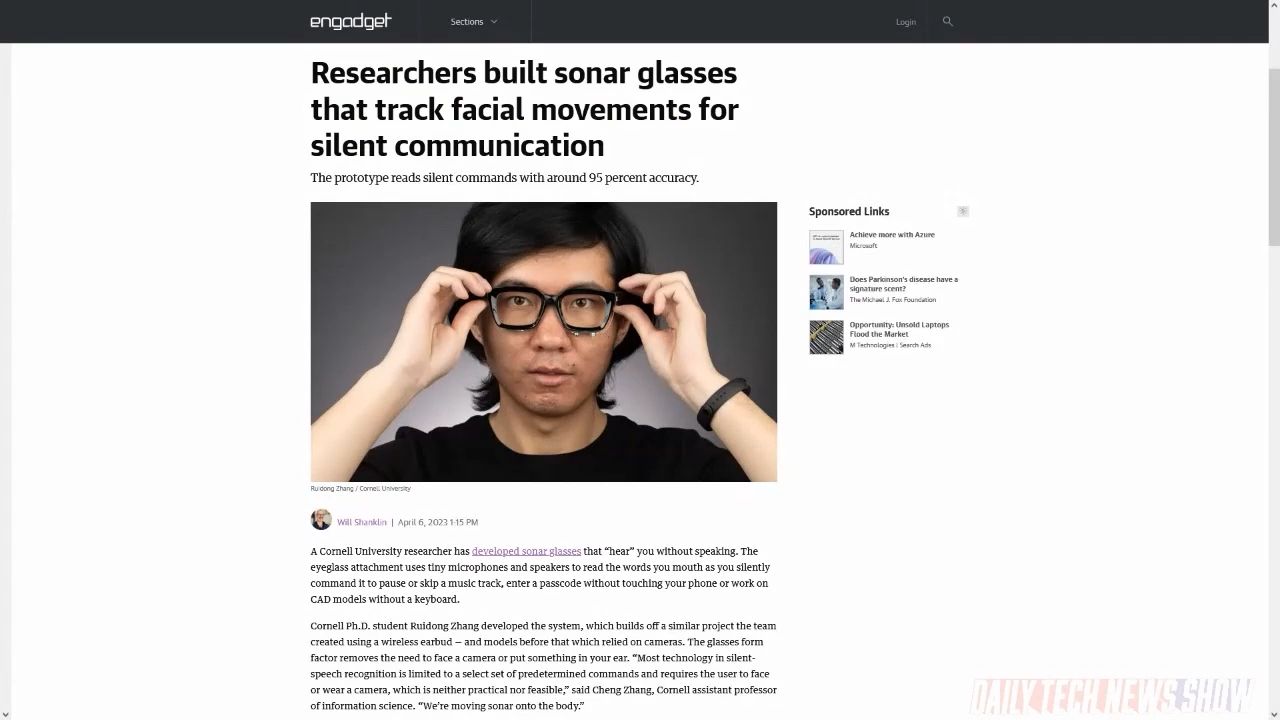 engadget
Sections
Login
Researchers built sonar glasses
that track facial movements for
silent communication
The prototype reads silent commands with around 95 percent accuracy.
Ruidong Zhang / Cornell University
Will Shanklin | April 6, 2023 1:15 PM
A Cornell University researcher has developed sonar glasses that “hear” you without speaking. The
eyeglass attachment uses tiny microphones and speakers to read the words you mouth as you silently
command it to pause or skip a music track, enter a passcode without touching your phone or work on
CAD models without a keyboard.
Cornell Ph.D. student Ruidong Zhang developed the system, which builds off a similar project the team
created using a wireless earbud — and models before that which relied on cameras. The glasses form
factor removes the need to face a camera or put something in your ear. “Most technology in silent-
speech recognition is limited to a select set of predetermined commands and requires the user to face
or wear a camera, which is neither practical nor feasible,” said Cheng Zhang, Cornell assistant professor
of information science. “We’re moving sonar onto the body.”
Sponsored Links
Achieve more with Azure
Microsoft
Does Parkinson's disease have a
signature scent?
The Michael J. Fox Foundation
Opportunity: Unsold Laptops
Flood the Market
M Technologies | Search Ads
DAILY TECH NEWS SHOW